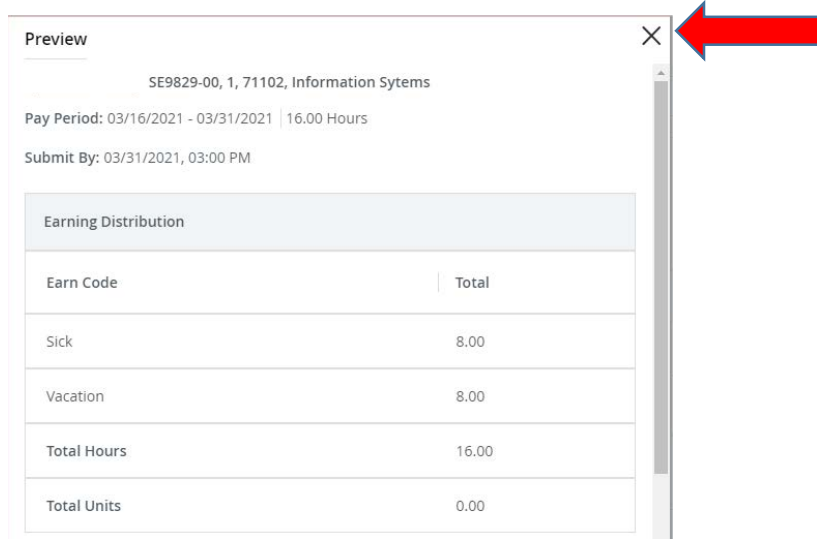 Preview
SE9829-00, 1, 71102, Information Sytems
Pay Period: 03/16/2021 - 03/31/2021 | 16.00 Hours
Submit By: 03/31/2021, 03:00 PM
Earning Distribution
Earn Code | Total
Sick 8.00
Vacation 8.00
Total Hours 16.00
Total Units 0.00